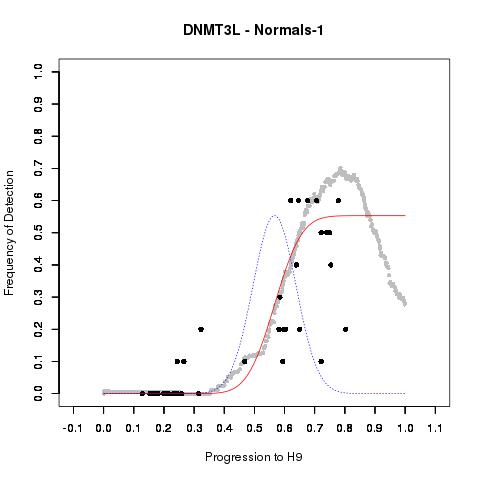 DNMT3L - Normals-1
Frequency of Detection
1.0
0.9
0.8
0.7
0.6
0.5
0.4
0.3
0.2
0.1
0.0
-0.1 0.0 0.1 0.2 0.3 0.4 0.5 0.6 0.7 0.8 0.9 1.0 1.1
Progression to H9